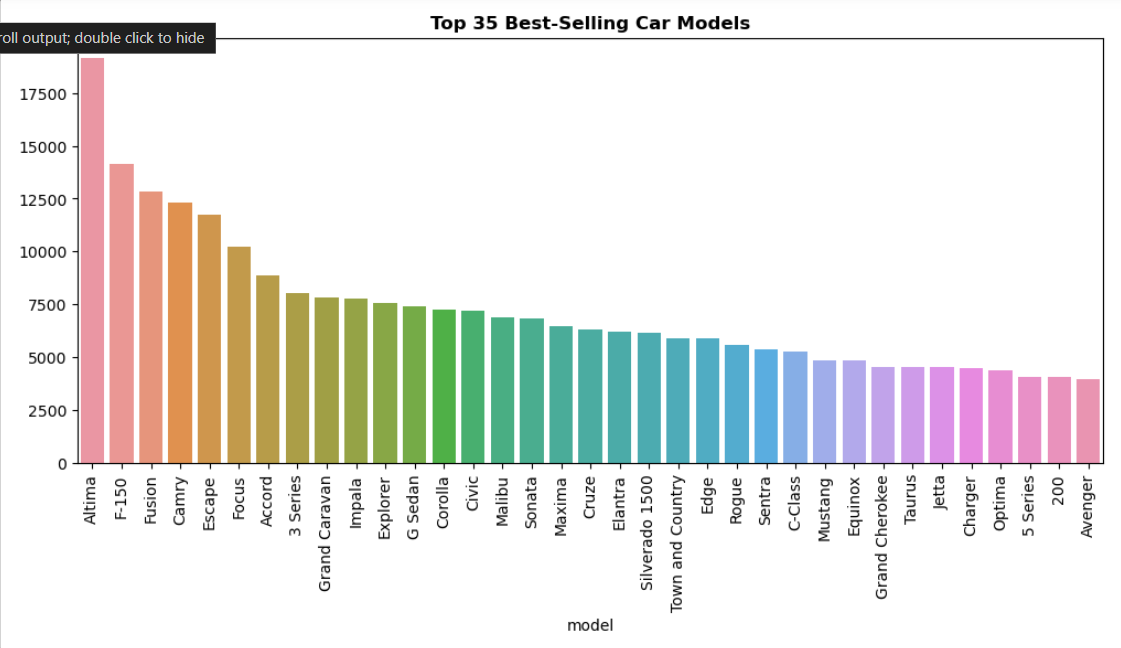 Top 35 Best-Selling Car Models
roll output; double click to hide
17500
15000
12500
10000
7500
5000
2500
0
Altima
F-150
Fusion
Camry
Escape
Focus
Accord
3 Series
Grand Caravan
Impala
Explorer
G Sedan
Corolla
Civic
Malibu
Sonata
Maxima
Cruze
Elantra
Silverado 1500
Town and Country
Edge
Rogue
Sentra
C-Class
Mustang
Equinox
Grand Cherokee
Taurus
Jetta
Charger
Optima
5 Series
200
Avenger
model